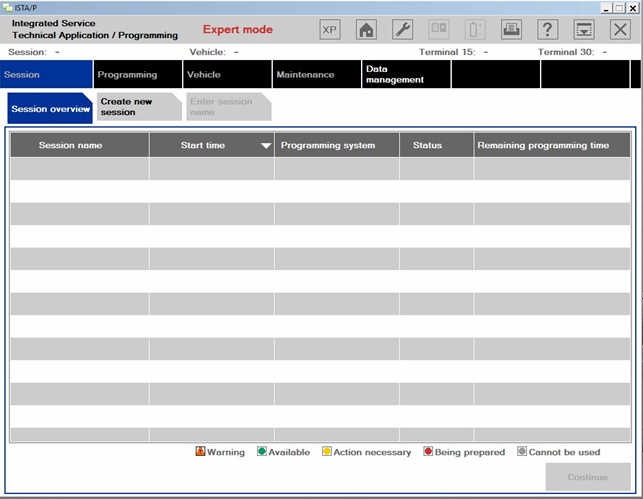 ISTA/P
Integrated Service
Technical Application / Programming
Expert mode
XP
?
Session: -
Vehicle: -
Terminal 15: -
Terminal 30: -
Session
Programming
Vehicle
Maintenance
Data
management
Session overview
Create new
session
Enter session
name
Session name
Start time
Programming system
Status
Remaining programming time
Warning
Available
Action necessary
Being prepared
Cannot be used
Continue